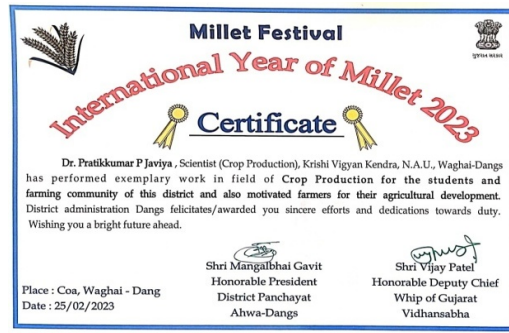 Millet Festival
International Year of Millet 2023
Certificate
Dr. Pratikkumar P Javiya , Scientist (Crop Production), Krishi Vigyan Kendra, N.A.U., Waghai-Dangs
has performed exemplary work in field of Crop Production for the students and
farming community of this district and also motivated farmers for their agricultural development.
District administration Dangs felicitates/awarded you sincere efforts and dedications towards duty.
Wishing you a bright future ahead.
Shri Mangalbhai Gavit
Honorable President
District Panchayat
Ahwa-Dangs
Shri Vijay Patel
Honorable Deputy Chief
Whip of Gujarat
Vidhansabha
Place : Coa, Waghai - Dang
Date : 25/02/2023